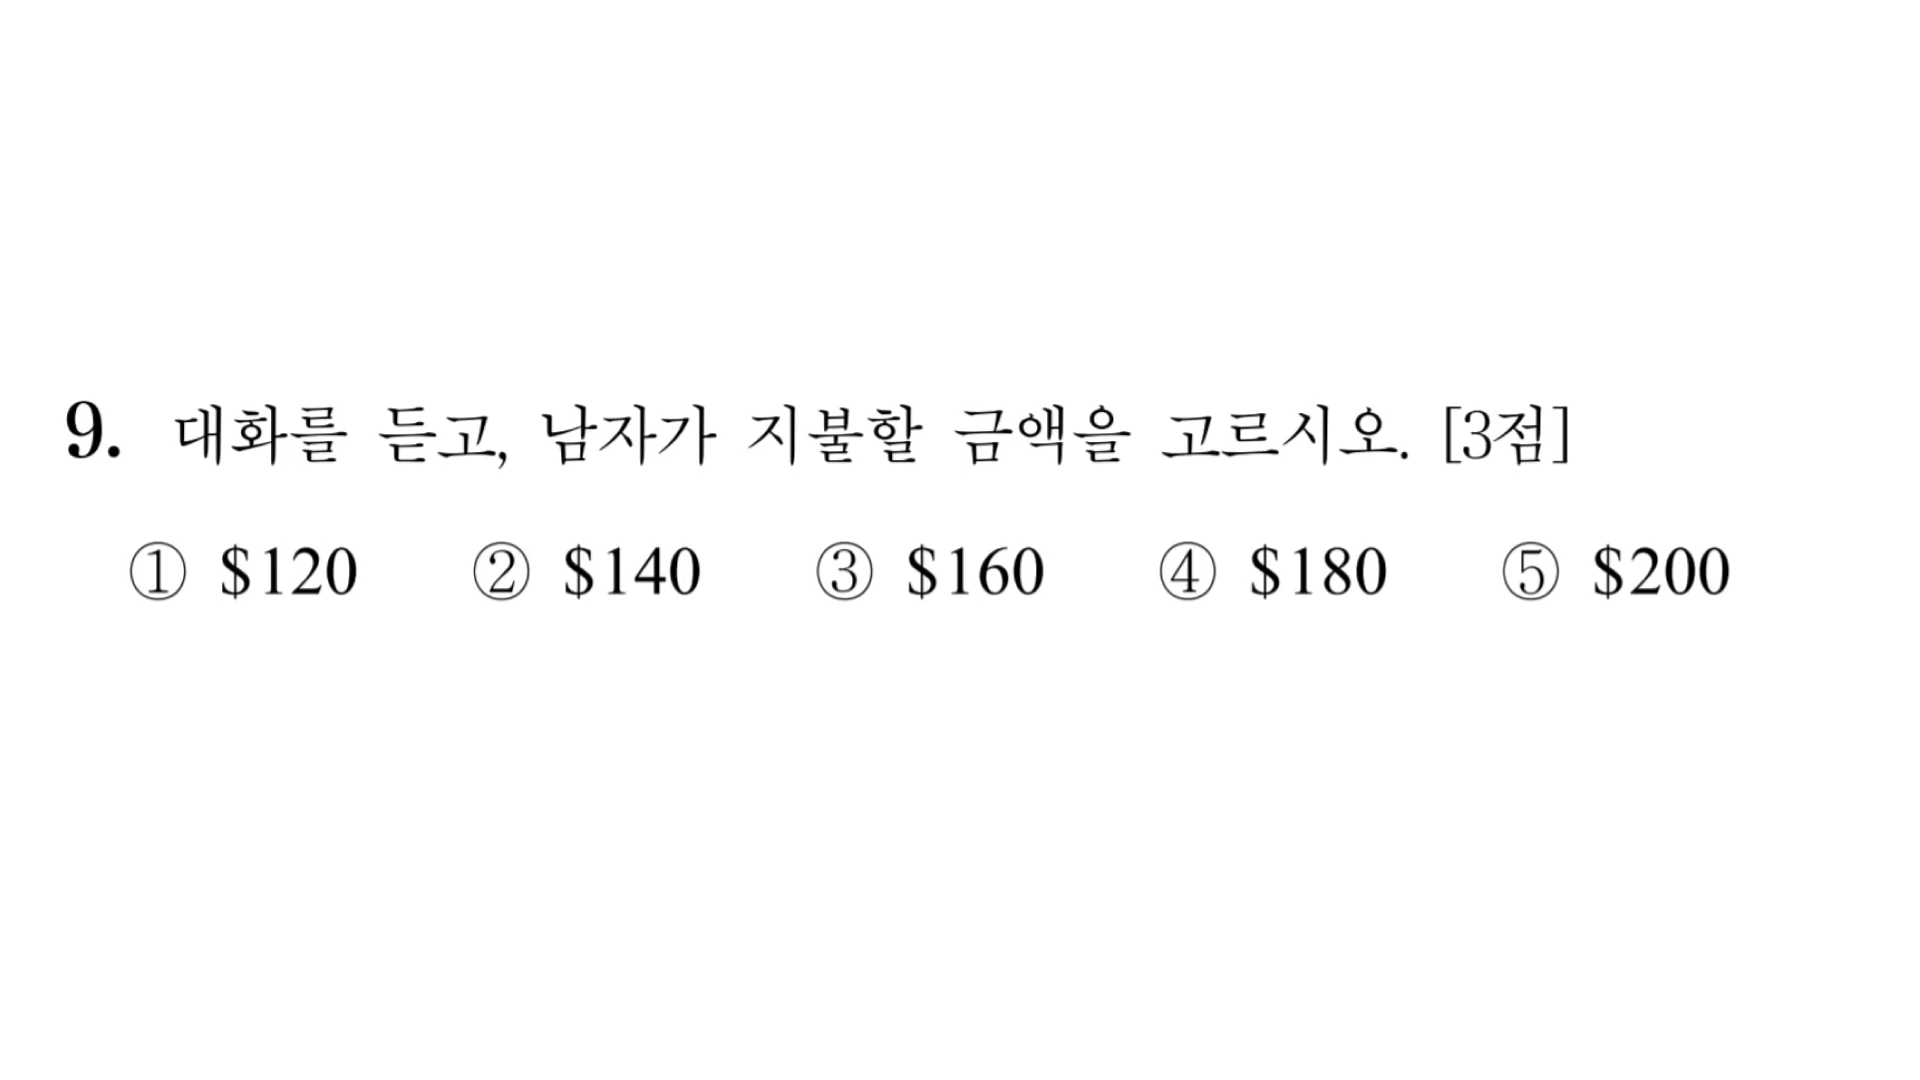 9. 대화를 듣고, 남자가 지불할 금액을 고르시오. [3점]
① $120 ② $140 ③ $160 ④ $180 ⑤ $200